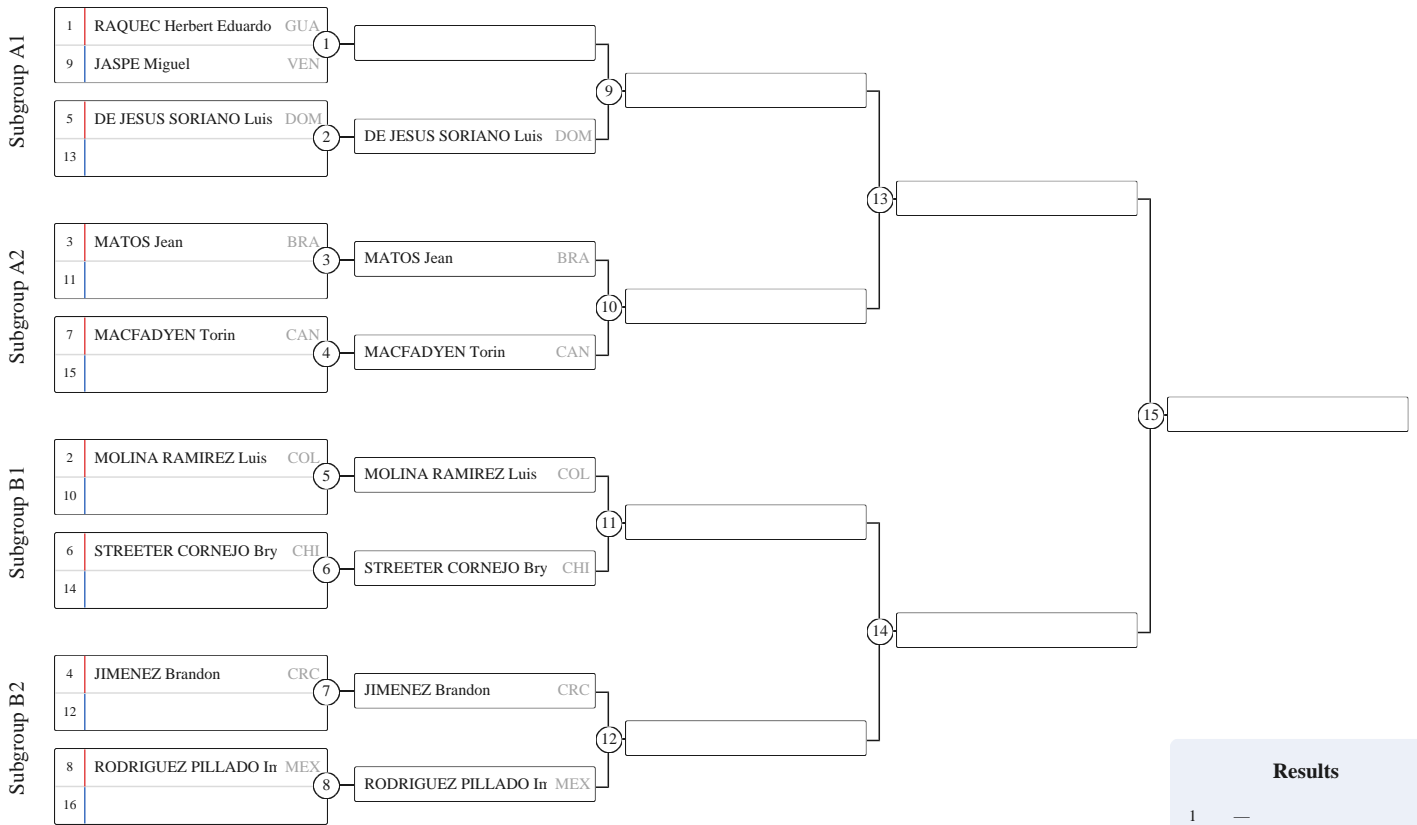 Subgroup A1
1 RAQUEC Herbert Eduardo GUA
9 JASPE Miguel VEN
1
5 DE JESUS SORIANO Luis DOM
13
2
DE JESUS SORIANO Luis DOM
9
Subgroup A2
3 MATOS Jean BRA
11
3
MATOS Jean BRA
7 MACFADYEN Torin CAN
15
4
MACFADYEN Torin CAN
10
13
Subgroup B1
2 MOLINA RAMIREZ Luis COL
10
5
MOLINA RAMIREZ Luis COL
6 STREETER CORNEJO Bry CHI
14
6
STREETER CORNEJO Bry CHI
11
Subgroup B2
4 JIMENEZ Brandon CRC
12
7
JIMENEZ Brandon CRC
8 RODRIGUEZ PILLADO MEX
16
8
RODRIGUEZ PILLADO MEX
12
14
15
Results
1 —